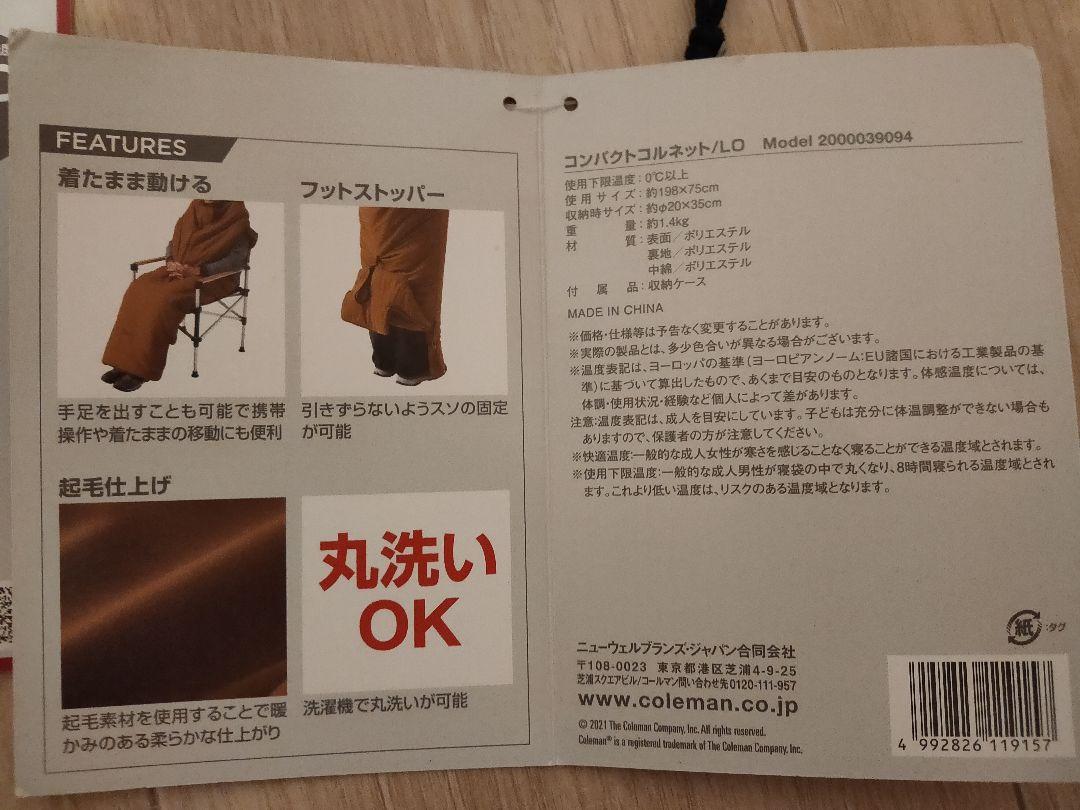 FEATURES
着たまま動ける
手足を出すことも可能で携帯
操作や着たままの移動にも便利
フットストッパー
引きずらないようスソの固定
が可能
起毛仕上げ
起毛素材を使用することで暖
かみのある柔らかな仕上がり
丸洗い
OK
洗濯機で丸洗いが可能
コンパクトコルネット/LO Model 2000039094
使用下限温度:0℃以上
使用サイズ:約198×75cm
収納時サイズ:約φ20×35cm
重量:約1.4kg
材質:表面/ポリエステル
裏地/ポリエステル
中綿/ポリエステル
付属品:収納ケース
MADE IN CHINA
※価格・仕様等は予告なく変更することがあります。
※実際の製品とは、多少色合いが異なる場合がございます。
※温度表記は、ヨーロッパの基準(ヨーロピアンノーム:EU諸国における工業製品の基
準)に基づいて算出したもので、あくまで目安のものとなります。体感温度については、
体調・使用状況・経験など個人によって差があります。
注意:温度表記は、成人を目安にしています。子どもは充分に体温調整ができない場合も
ありますので、保護者の方が注意してください。
※快適温度:一般的な成人女性が寒さを感じることなく寝ることができる温度域とされます。
※使用下限温度:一般的な成人男性が寝袋の中で丸くなり、8時間寝られる温度域とされ
ます。これより低い温度は、リスクのある温度域となります。
紙:タグ
ニューウェルブランズ・ジャパン合同会社
〒108-0023 東京都港区芝浦4-9-25
芝浦スクエアビル/コールマン問い合わせ先0120-111-957
www.coleman.co.jp
© 2021 The Coleman Company, Inc. All rights reserved.
Coleman® is a registered trademark of The Coleman Company, Inc.
4 992826 119157